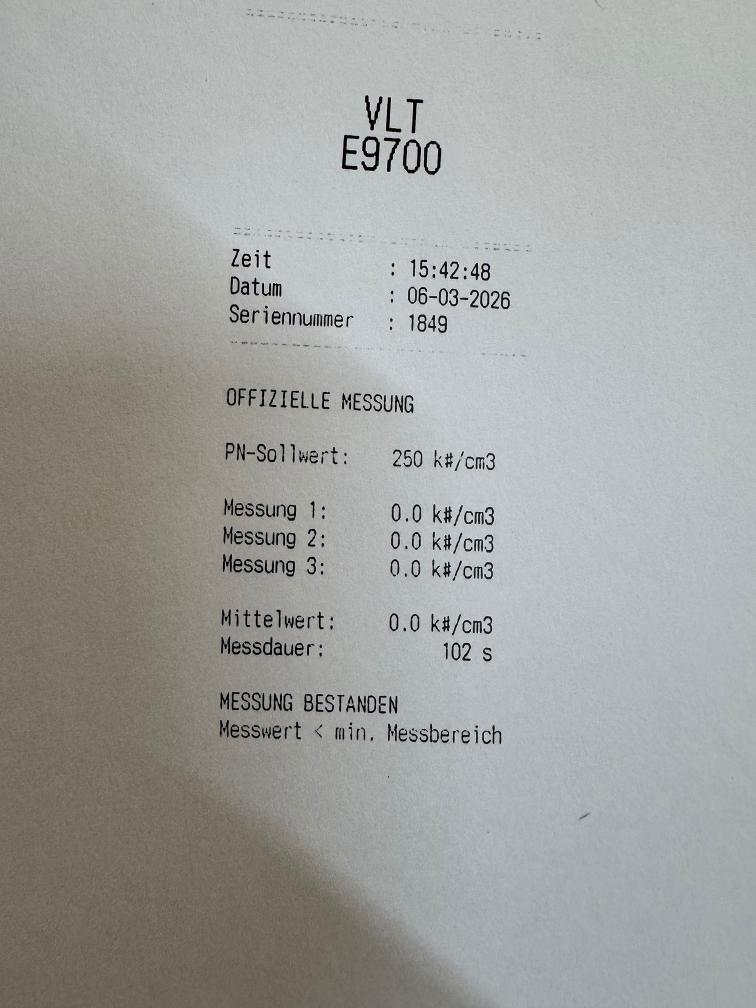 VLT
E9700
Zeit : 15:42:48
Datum : 06-03-2026
Seriennummer : 1849
OFFIZIELLE MESSUNG
PN-Sollwert: 250 k#/cm3
Messung 1: 0.0 k#/cm3
Messung 2: 0.0 k#/cm3
Messung 3: 0.0 k#/cm3
Mittelwert: 0.0 k#/cm3
Messdauer: 102 s
MESSUNG BESTANDEN
Messwert < min. Messbereich